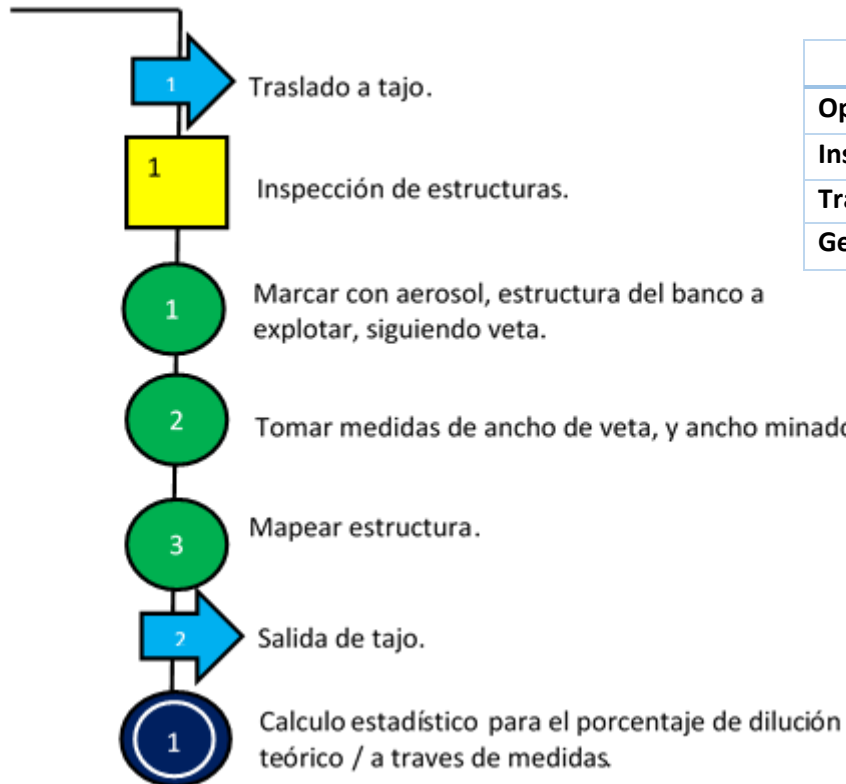 1
Traslado a tajo.
1
Inspección de estructuras.
1
Marcar con aerosol, estructura del banco a
explotar, siguiendo veta.
2
Tomar medidas de ancho de veta, y ancho minado
3
Mapear estructura.
2
Salida de tajo.
1
Calculo estadístico para el porcentaje de dilución
teórico / a traves de medidas.
Op
Ins
Tra
Ge